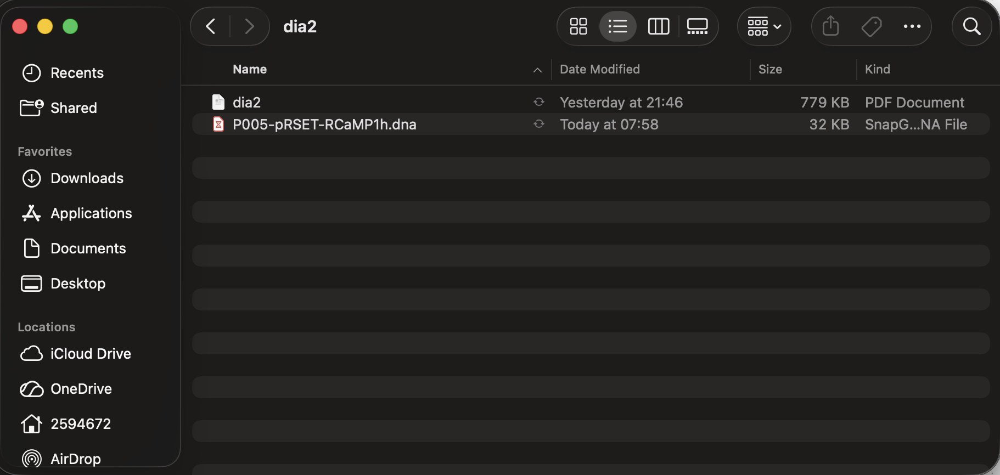 dia2
Recents
Shared
Favorites
Downloads
Applications
Documents
Desktop
Locations
iCloud Drive
OneDrive
2594672
AirDrop
Name Date Modified Size Kind
dia2 Yesterday at 21:46 779 KB PDF Document
P005-pRSET-RCaMP1h.dna Today at 07:58 32 KB SnapG...NA File